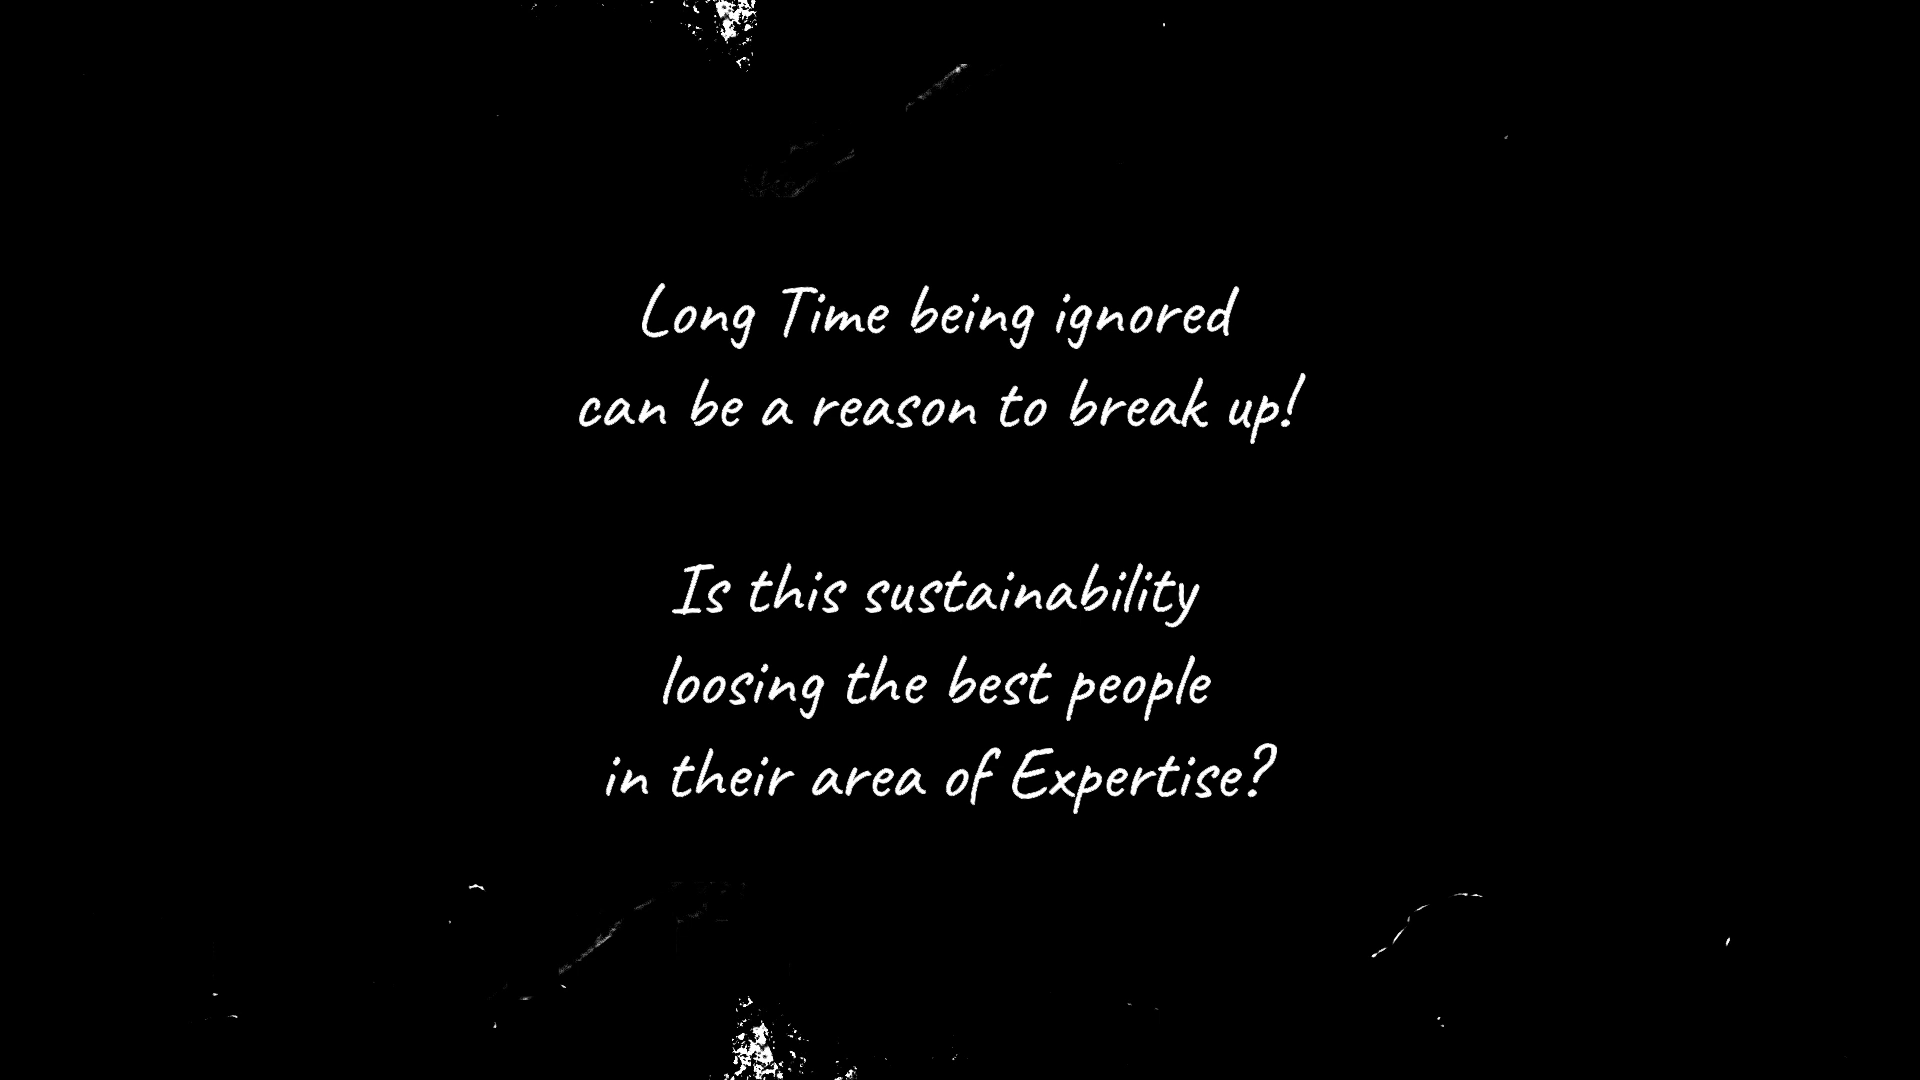 Long Time being ignored
can be a reason to break up!
Is this sustainability
loosing the best people
in their area of Expertise?